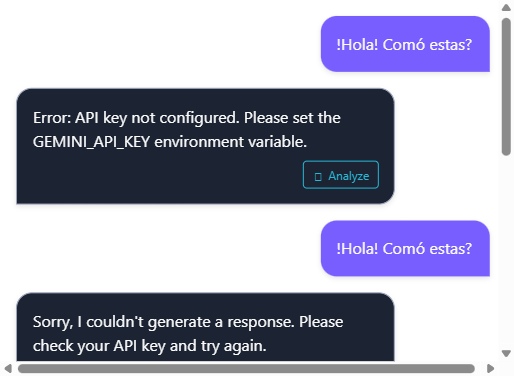 !Hola! Comó estas?
Error: API key not configured. Please set the
GEMINI_API_KEY environment variable.
Analyze
!Hola! Comó estas?
Sorry, I couldn't generate a response. Please
check your API key and try again.